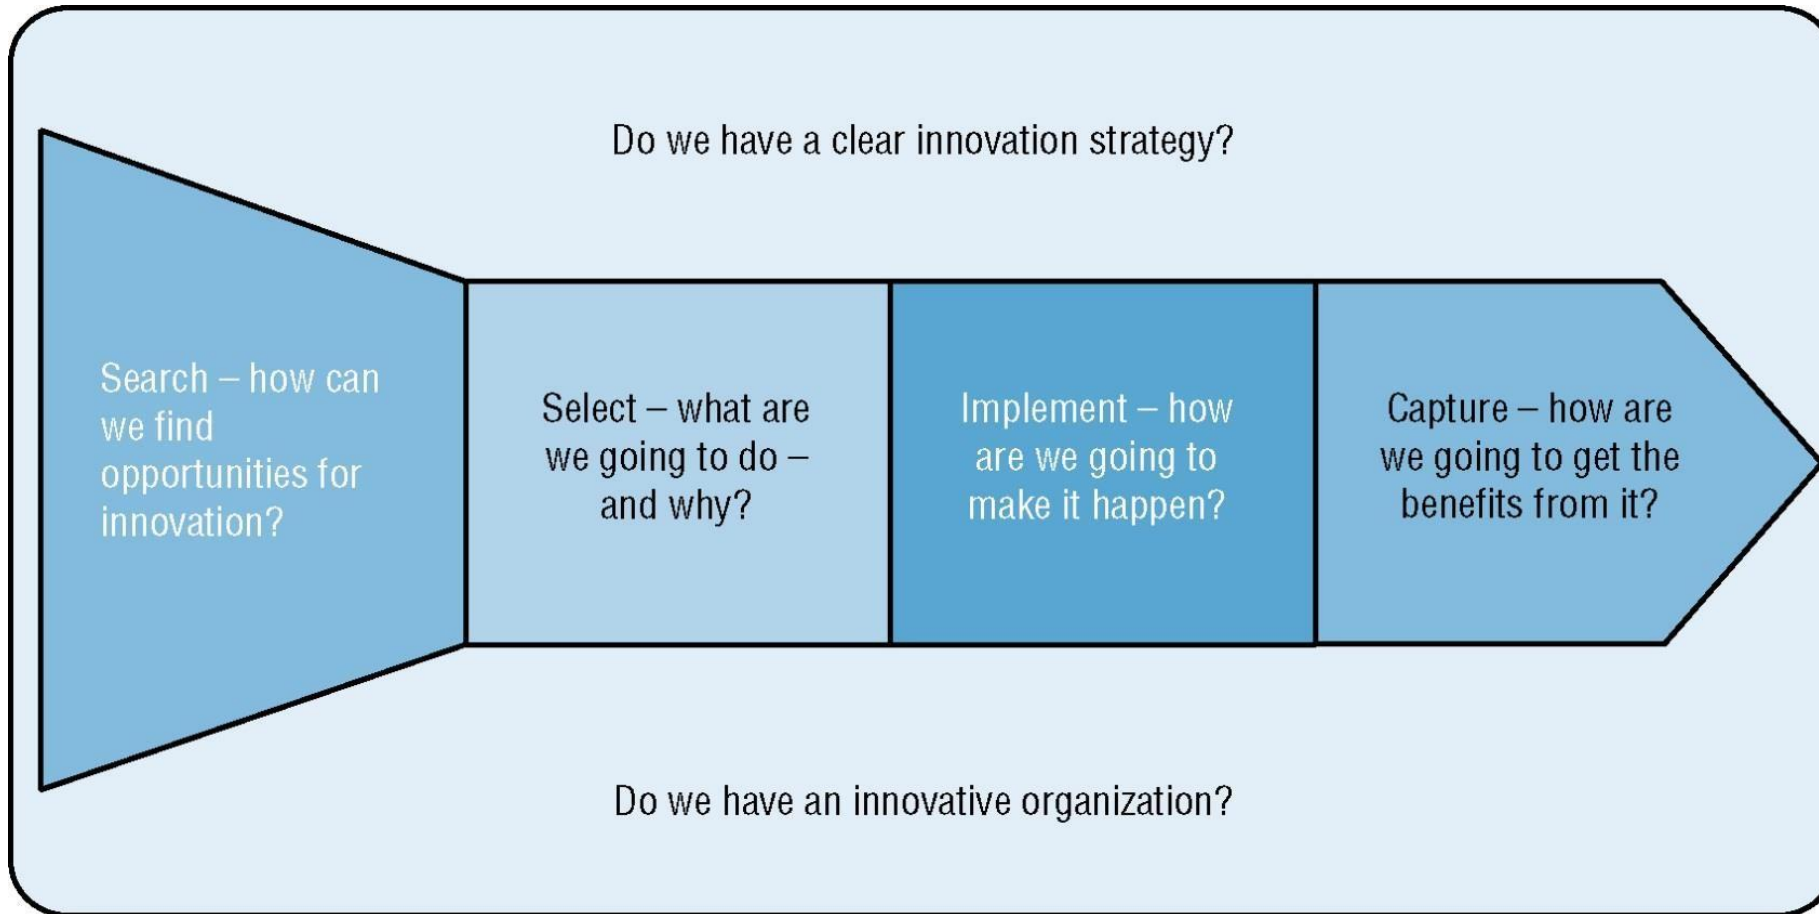 Do we have a clear innovation strategy?
Search – how can
we find
opportunities for
innovation?
Select – what are
we going to do –
and why?
Implement – how
are we going to
make it happen?
Capture – how are
we going to get the
benefits from it?
Do we have an innovative organization?